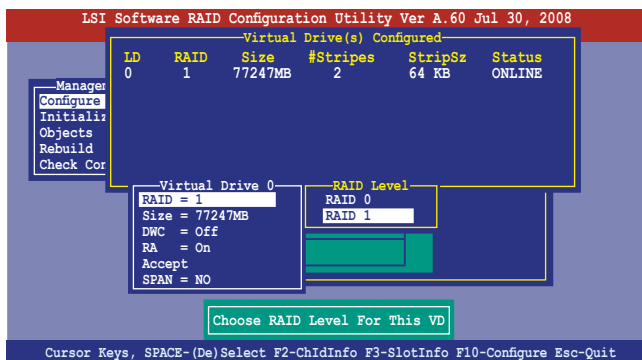 LSI Software RAID Configuration Utility Ver A.60 Jul 30, 2008
Virtual Drive(s) Configured
LD RAID Size #Stripes StripSz Status
0 1 77247MB 2 64 KB ONLINE
Managem
Configure
Initializ
Objects
Rebuild
Check Con
Virtual Drive 0
RAID = 1
Size = 77247MB
DWC = Off
RA = On
Accept
SPAN = NO
RAID Level
RAID 0
RAID 1
Choose RAID Level For This VD
Cursor Keys, SPACE-(De)Select F2-ChIdInfo F3-SlotInfo F10-Configure Esc-Quit